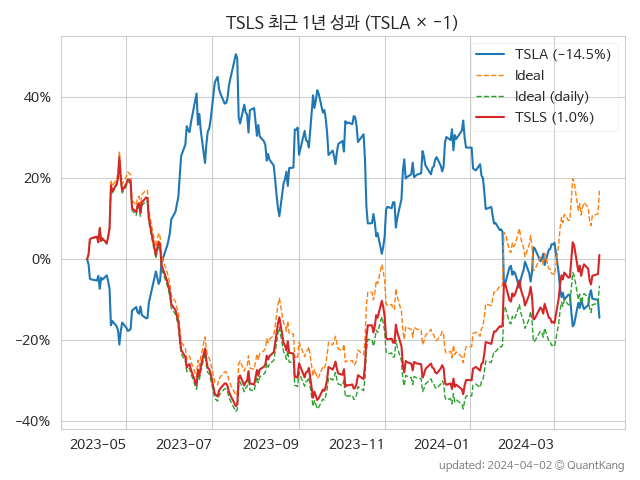 TSLS 최근 1년 성과 (TSLA × −1)
TSLA (−14.5%)
Ideal
Ideal (daily)
TSLS (1.0%)
40%
20%
0%
−20%
−40%
2023−05 2023−07 2023−09 2023−11 2024−01 2024−03
updated: 2024−04−02 © QuantKang